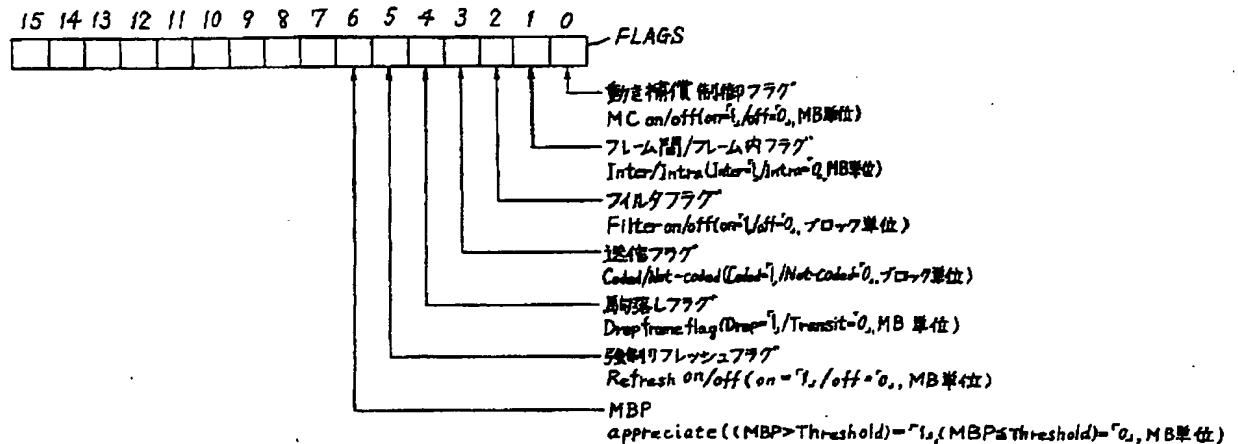 15 14 13 12 11 10 9 8 7 6 5 4 3 2 1 0
FLAGS
動き補償制御フラグ
MC on/off(on=「1」/off=「0」, MB単位)
フレーム間/フレーム内フラグ
Inter/Intra(Inter=「1」/Intra=「0」, MB単位)
フィルタフラグ
Filter on/off(on=「1」/off=「0」, ブロック単位)
送信フラグ
Coded/Not-coded(Coded=「1」/Not-coded=「0」, ブロック単位)
駒落しフラグ
Dropframeflag(Drop=「1」/Transit=「0」, MB単位)
強制リフレッシュフラグ
Refresh on/off(on=「1」/off=「0」, MB単位)
MBP
appreciate((MBP>Threshold)=「1」,(MBP≦Threshold)=「0」, MB単位)